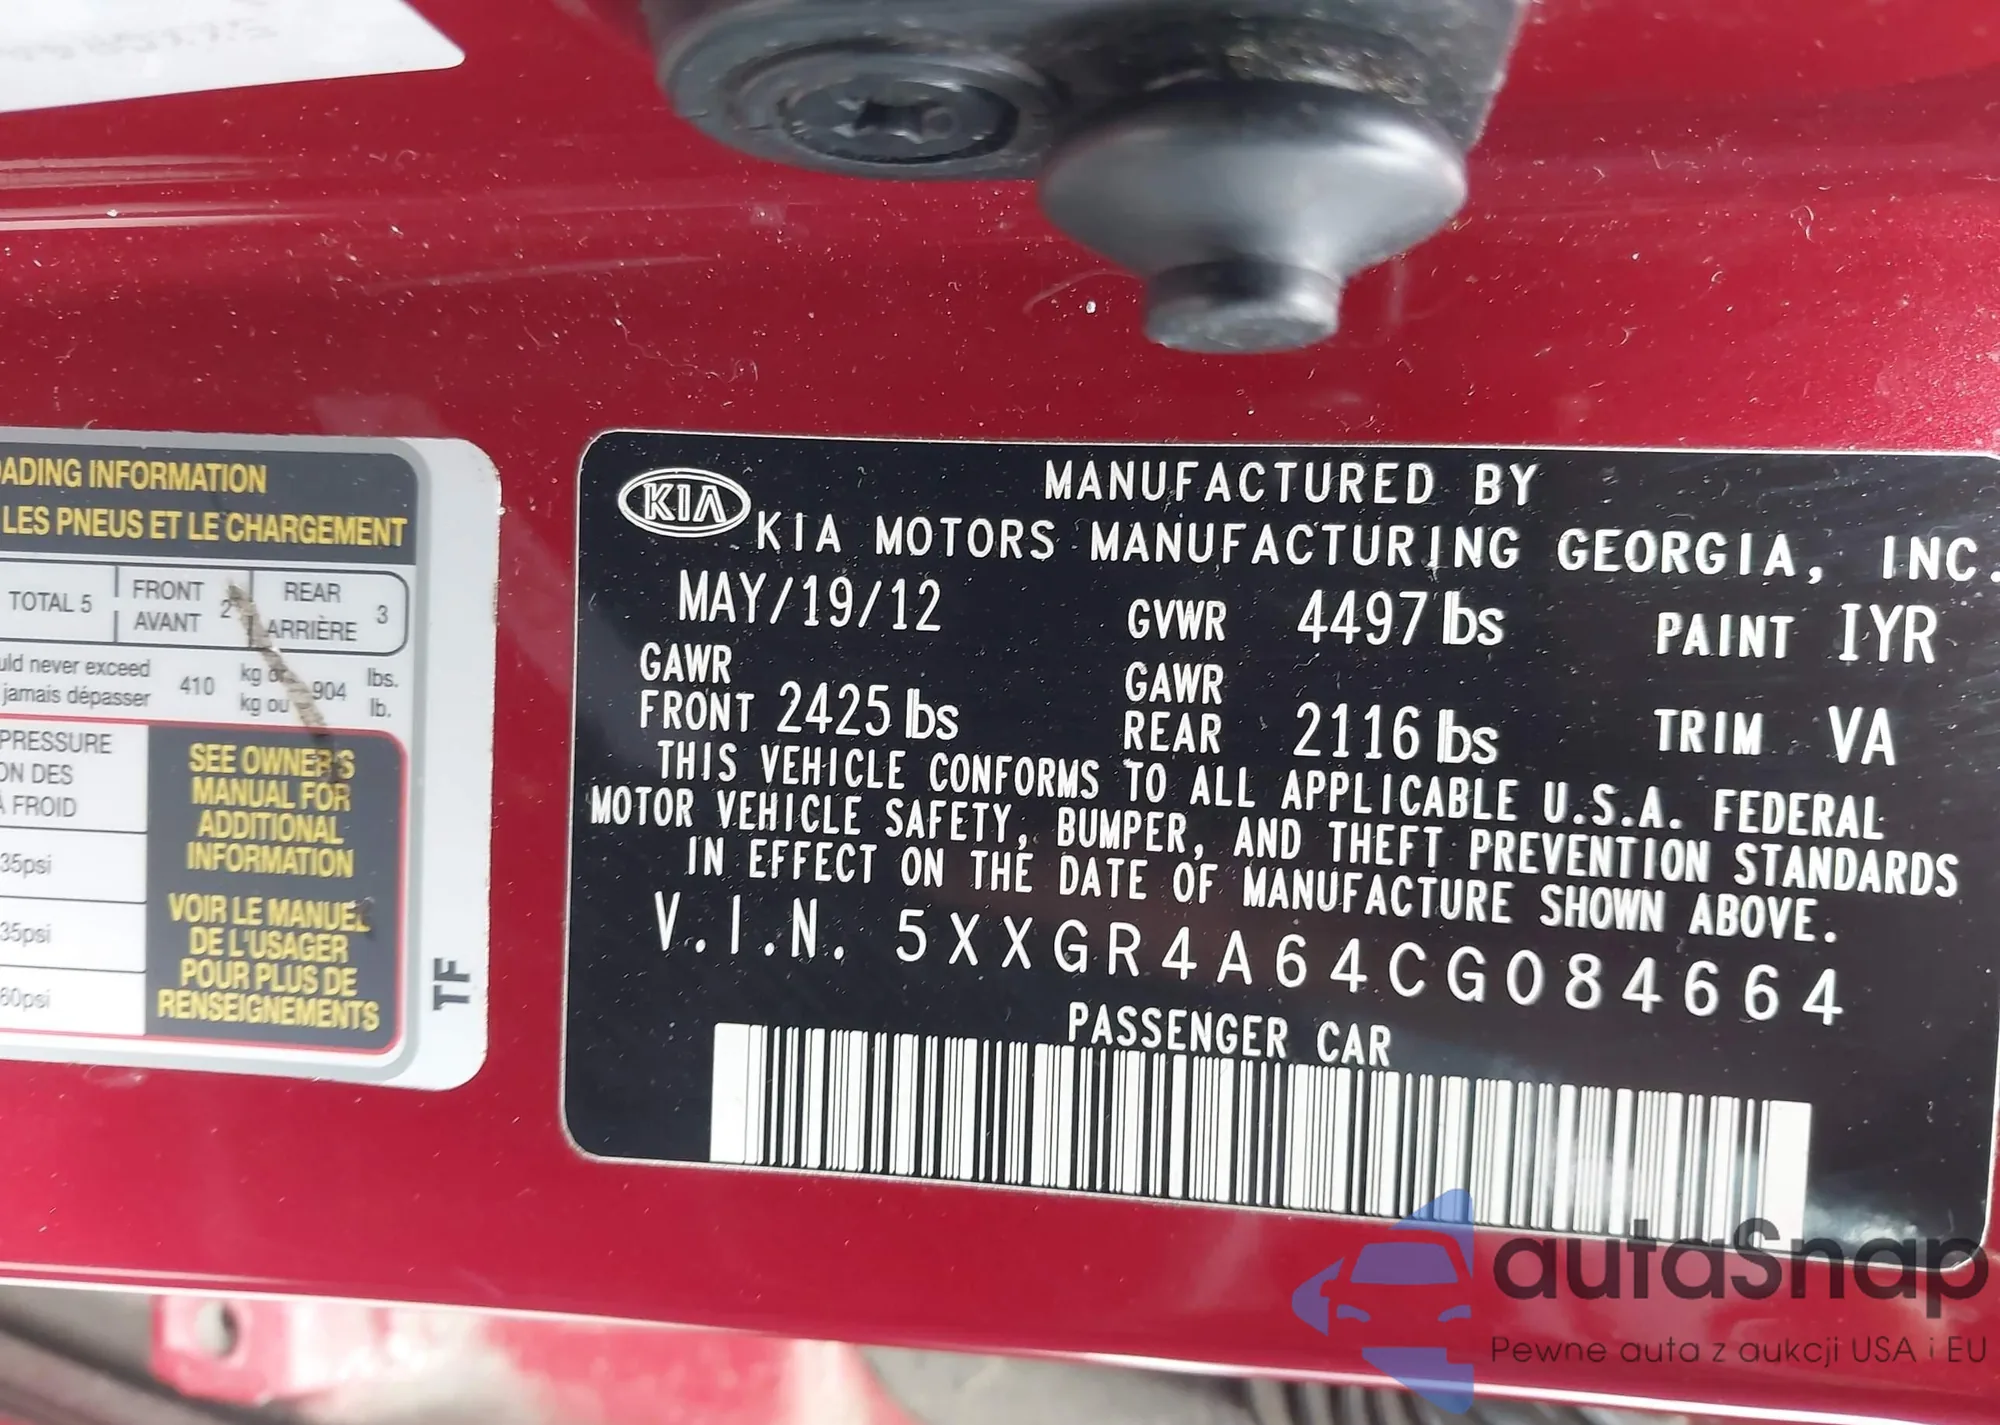 ADING INFORMATION
LES PNEUS ET LE CHARGEMENT
TOTAL 5 FRONT AVANT 2 REAR ARRIÈRE 3
uld never exceed
jamais dépasser 410 kg ou 904 lbs. lb.
PRESSURE
ON DES
À FROID
35psi
35psi
60psi
SEE OWNER'S
MANUAL FOR
ADDITIONAL
INFORMATION
VOIR LE MANUEL
DE L'USAGER
POUR PLUS DE
RENSEIGNEMENTS
TF
KIA
MANUFACTURED BY
KIA MOTORS MANUFACTURING GEORGIA, INC.
MAY/19/12 GVWR 4497 lbs PAINT IYR
GAWR FRONT 2425 lbs GAWR REAR 2116 lbs TRIM VA
THIS VEHICLE CONFORMS TO ALL APPLICABLE U.S.A. FEDERAL
MOTOR VEHICLE SAFETY, BUMPER, AND THEFT PREVENTION STANDARDS
IN EFFECT ON THE DATE OF MANUFACTURE SHOWN ABOVE.
V.I.N. 5XXGR4A64CG084664
PASSENGER CAR
autaSnap
Pewne auta z aukcji USA i EU